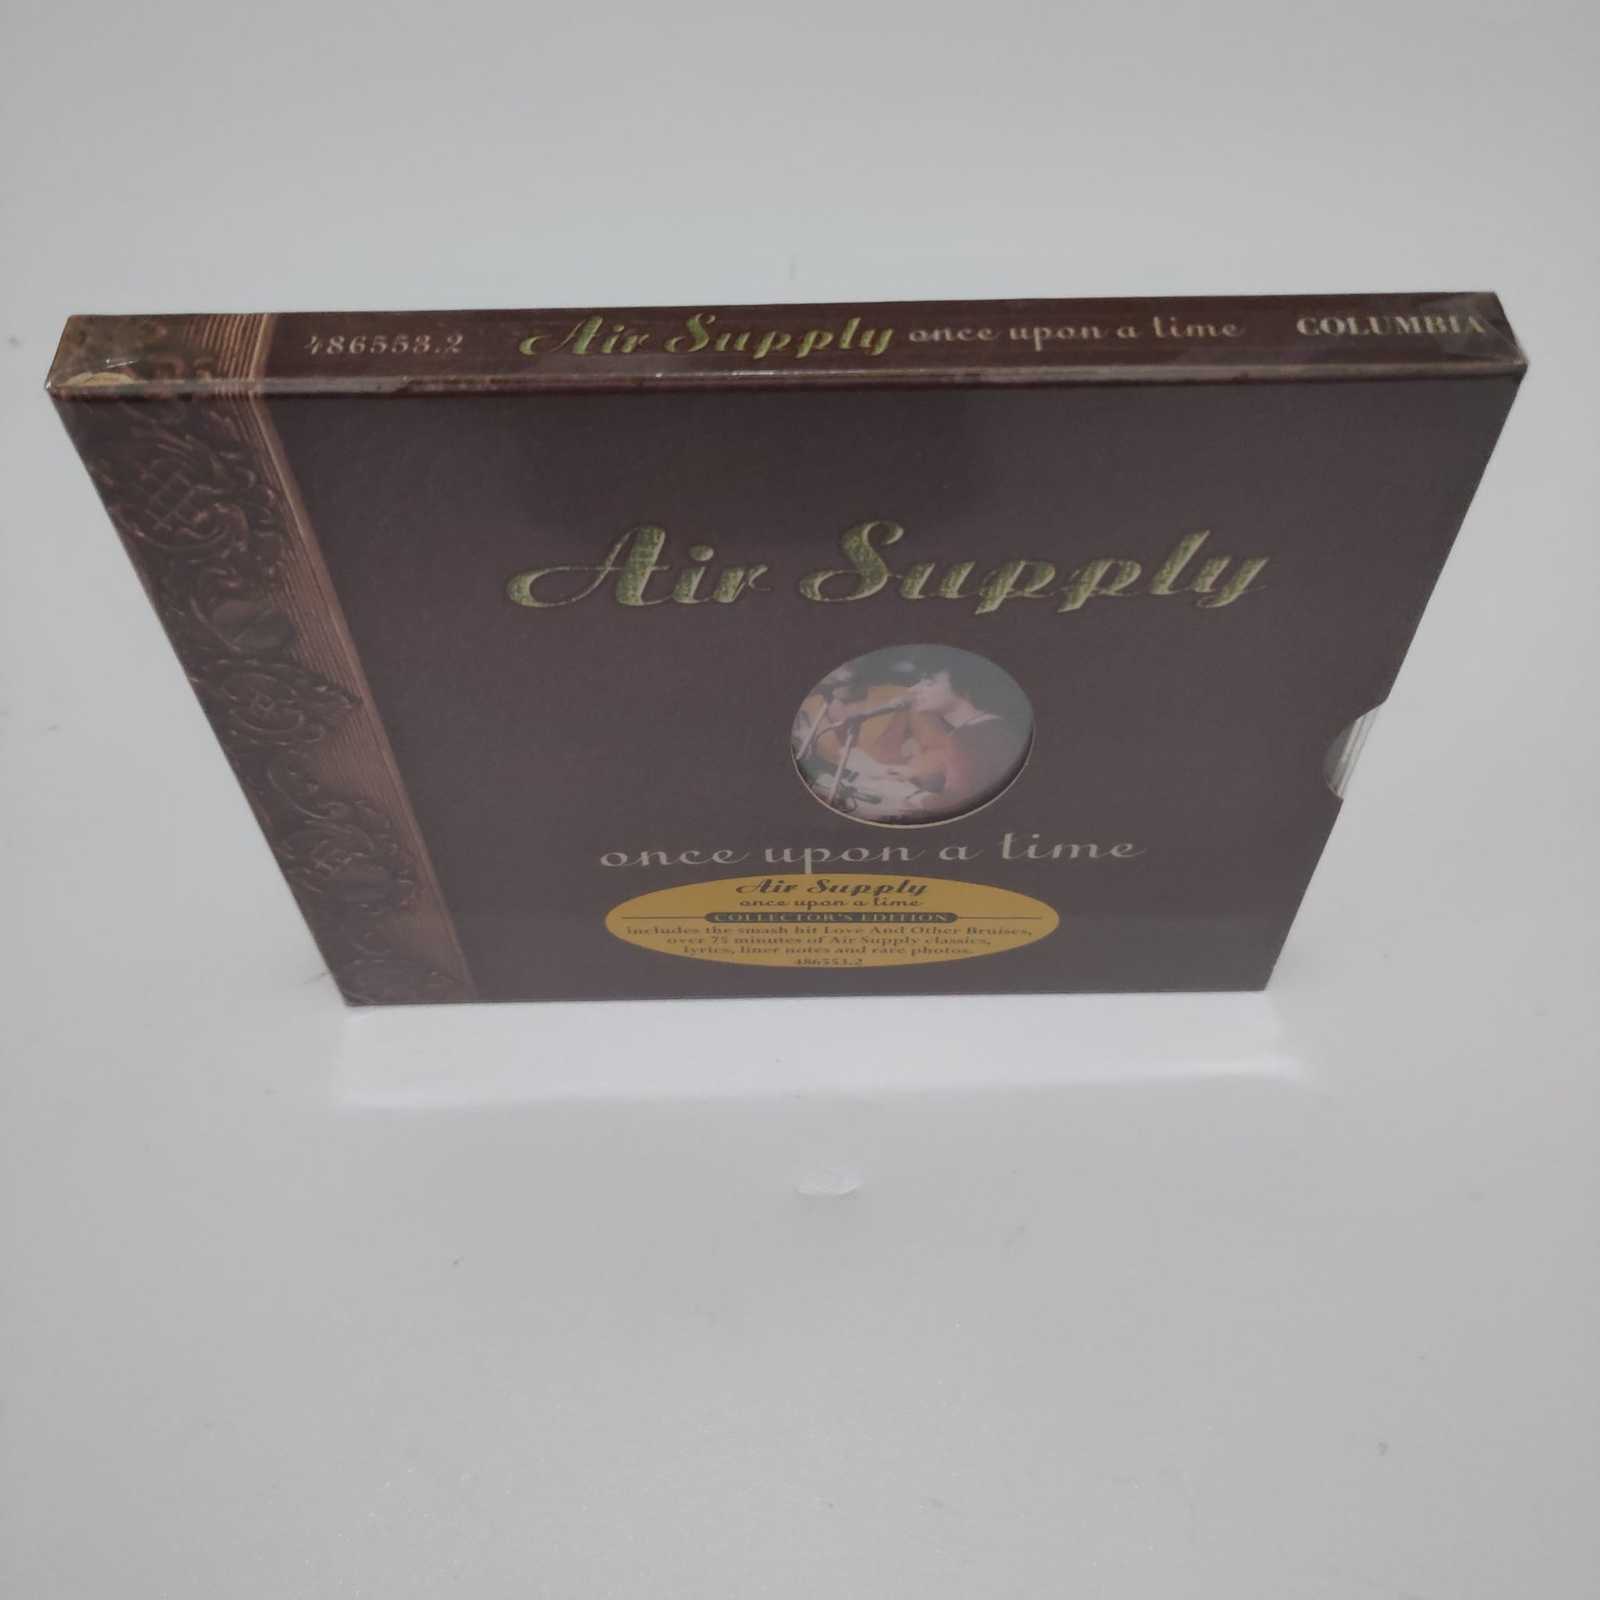 486553.2 Air Supply once upon a time COLUMBIA
Air Supply
once upon a time
Air Supply
once upon a time
COLLECTOR'S EDITION
includes the smash hit Love And Other Bruises,
over 75 minutes of Air Supply classics,
lyrics, liner notes and rare photos.
486553.2